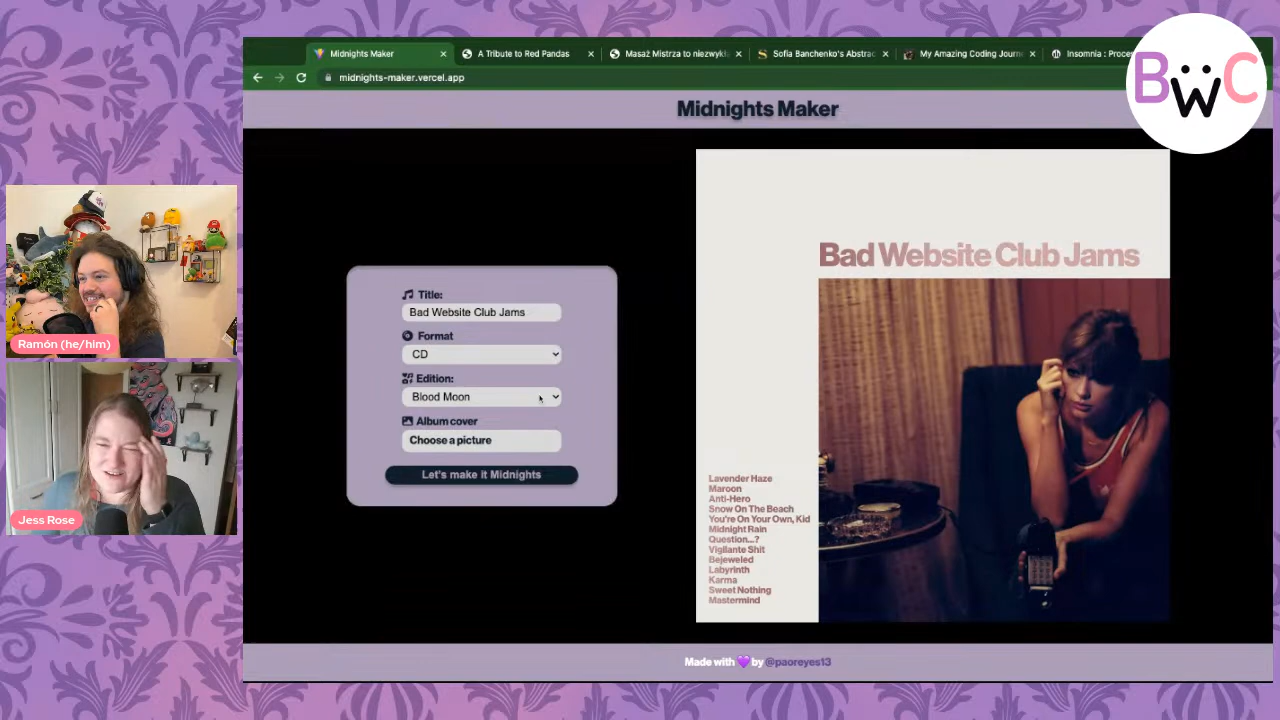 Midnights Maker
A Tribute to Red Pandas
Masaż Mistrza to niezwykł
Sofia Banchenko's Abstrac
My Amazing Coding Journe
Insomnia : Proce
midnights-maker.vercel.app
BWC
Midnights Maker
Title:
Bad Website Club Jams
Format
CD
Edition:
Blood Moon
Album cover
Choose a picture
Let's make it Midnights
Bad Website Club Jams
Lavender Haze
Maroon
Anti-Hero
Snow On The Beach
You're On Your Own, Kid
Midnight Rain
Question...?
Vigilante Shit
Bejeweled
Labyrinth
Karma
Sweet Nothing
Mastermind
Made with 💜 by @paoreyes13
Ramón (he/him)
Jess Rose